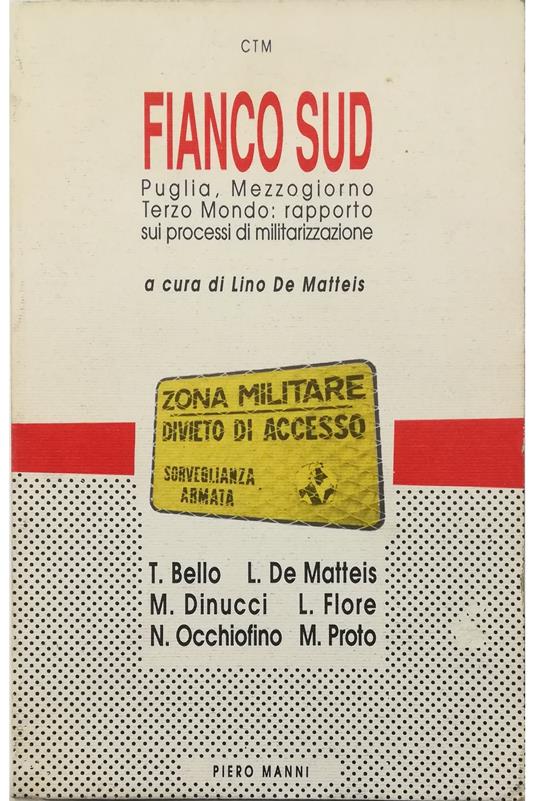 CTM
FIANCO SUD
Puglia, Mezzogiorno
Terzo Mondo: rapporto
sui processi di militarizzazione
a cura di Lino De Matteis
ZONA MILITARE
DIVIETO DI ACCESSO
SORVEGLIANZA
ARMATA
T. Bello L. De Matteis
M. Dinucci L. Flore
N. Occhiofino M. Proto
PIERO MANNI